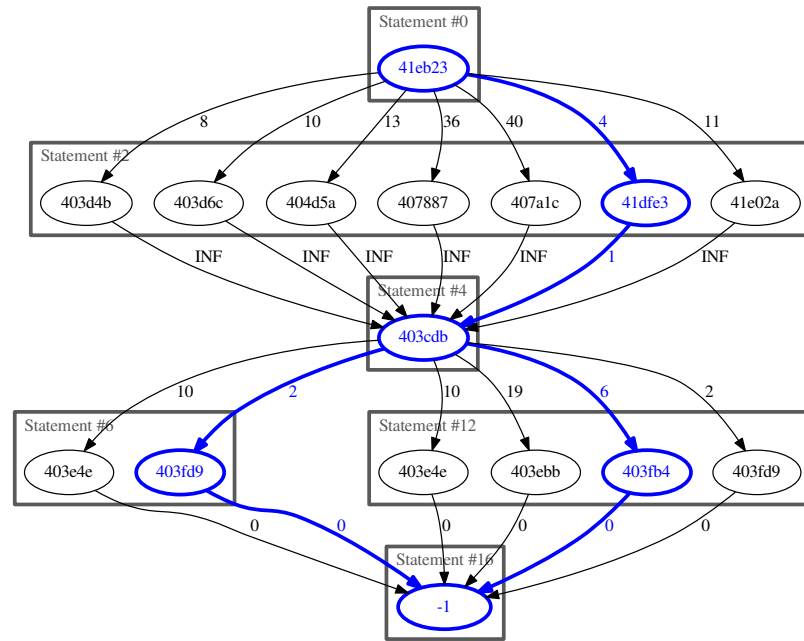 Statement #0
41eb23
8 10 13 36 40 4 11
Statement #2
403d4b 403d6c 404d5a 407887 407a1c 41dfe3 41e02a
INF INF INF INF INF 1 INF
Statement #4
403cdb
10 2 10 19 6 2
Statement #6 Statement #12
403e4e 403fd9 403e4e 403ebb 403fb4 403fd9
0 0 0 0 0 0
Statement #16
-1